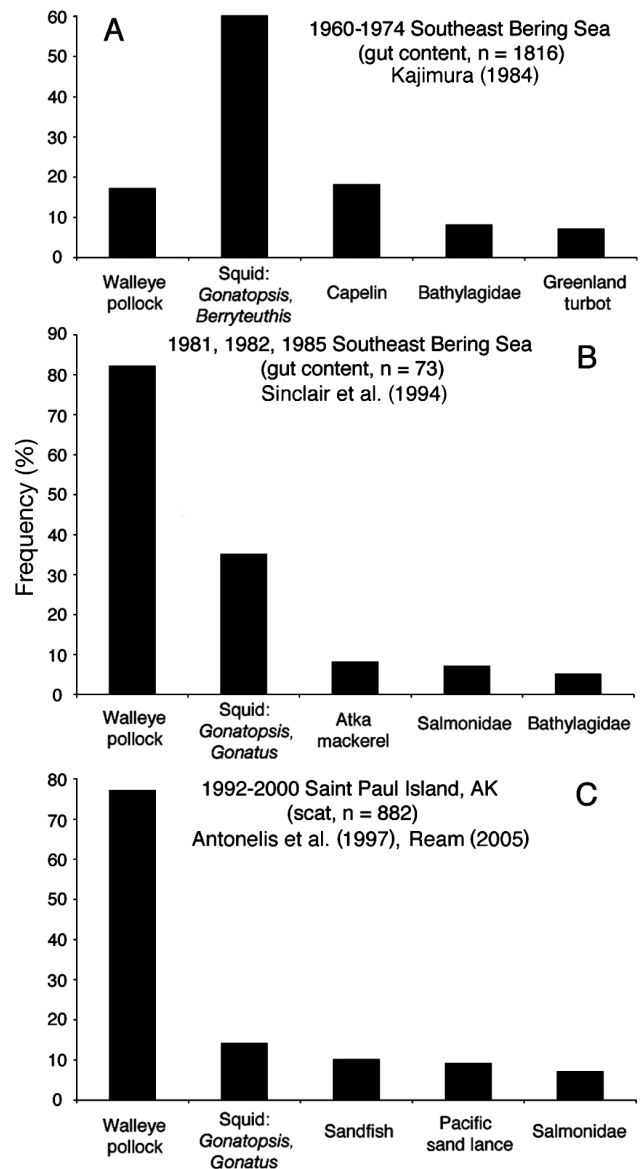 A
1960-1974 Southeast Bering Sea
(gut content, n = 1816)
Kajimura (1984)
60
50
40
30
20
10
0
Walleye
pollock
Squid:
Gonatopsis,
Berryteuthis
Capelin
Bathylagidae
Greenland
turbot
Frequency (%)
B
1981, 1982, 1985 Southeast Bering Sea
(gut content, n = 73)
Sinclair et al. (1994)
90
80
70
60
50
40
30
20
10
0
Walleye
pollock
Squid:
Gonatopsis,
Gonatus
Atka
mackerel
Salmonidae
Bathylagidae
C
1992-2000 Saint Paul Island, AK
(scat, n = 882)
Antonelis et al. (1997), Ream (2005)
80
70
60
50
40
30
20
10
0
Walleye
pollock
Squid:
Gonatopsis,
Gonatus
Sandfish
Pacific
sand lance
Salmonidae